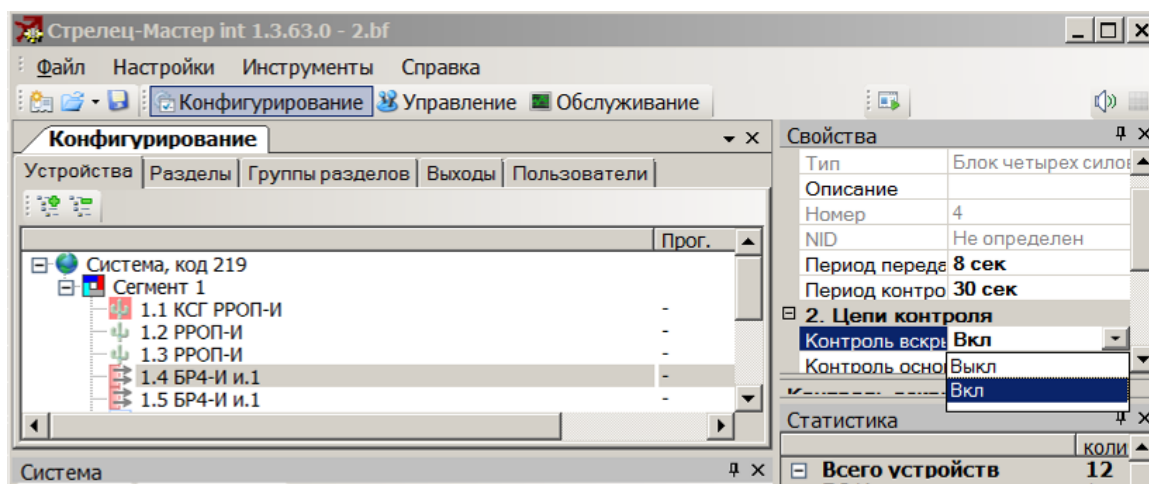 Стрелец-Мастер int 1.3.63.0 - 2.bf
Файл Настройки Инструменты Справка
Конфигурирование Управление Обслуживание
Конфигурирование
Устройства Разделы Группы разделов Выходы Пользователи
Прог.
Система, код 219
Сегмент 1
1.1 КСГ РРОП-И -
1.2 РРОП-И -
1.3 РРОП-И -
1.4 БР4-И и.1 -
1.5 БР4-И и.1 -
Система
Свойства
Тип Блок четырех силов
Описание
Номер 4
NID Не определен
Период переда 8 сек
Период контро 30 сек
2. Цепи контроля
Контроль вскры Вкл
Контроль осно Выкл
Вкл
Статистика
коли
Всего устройств 12